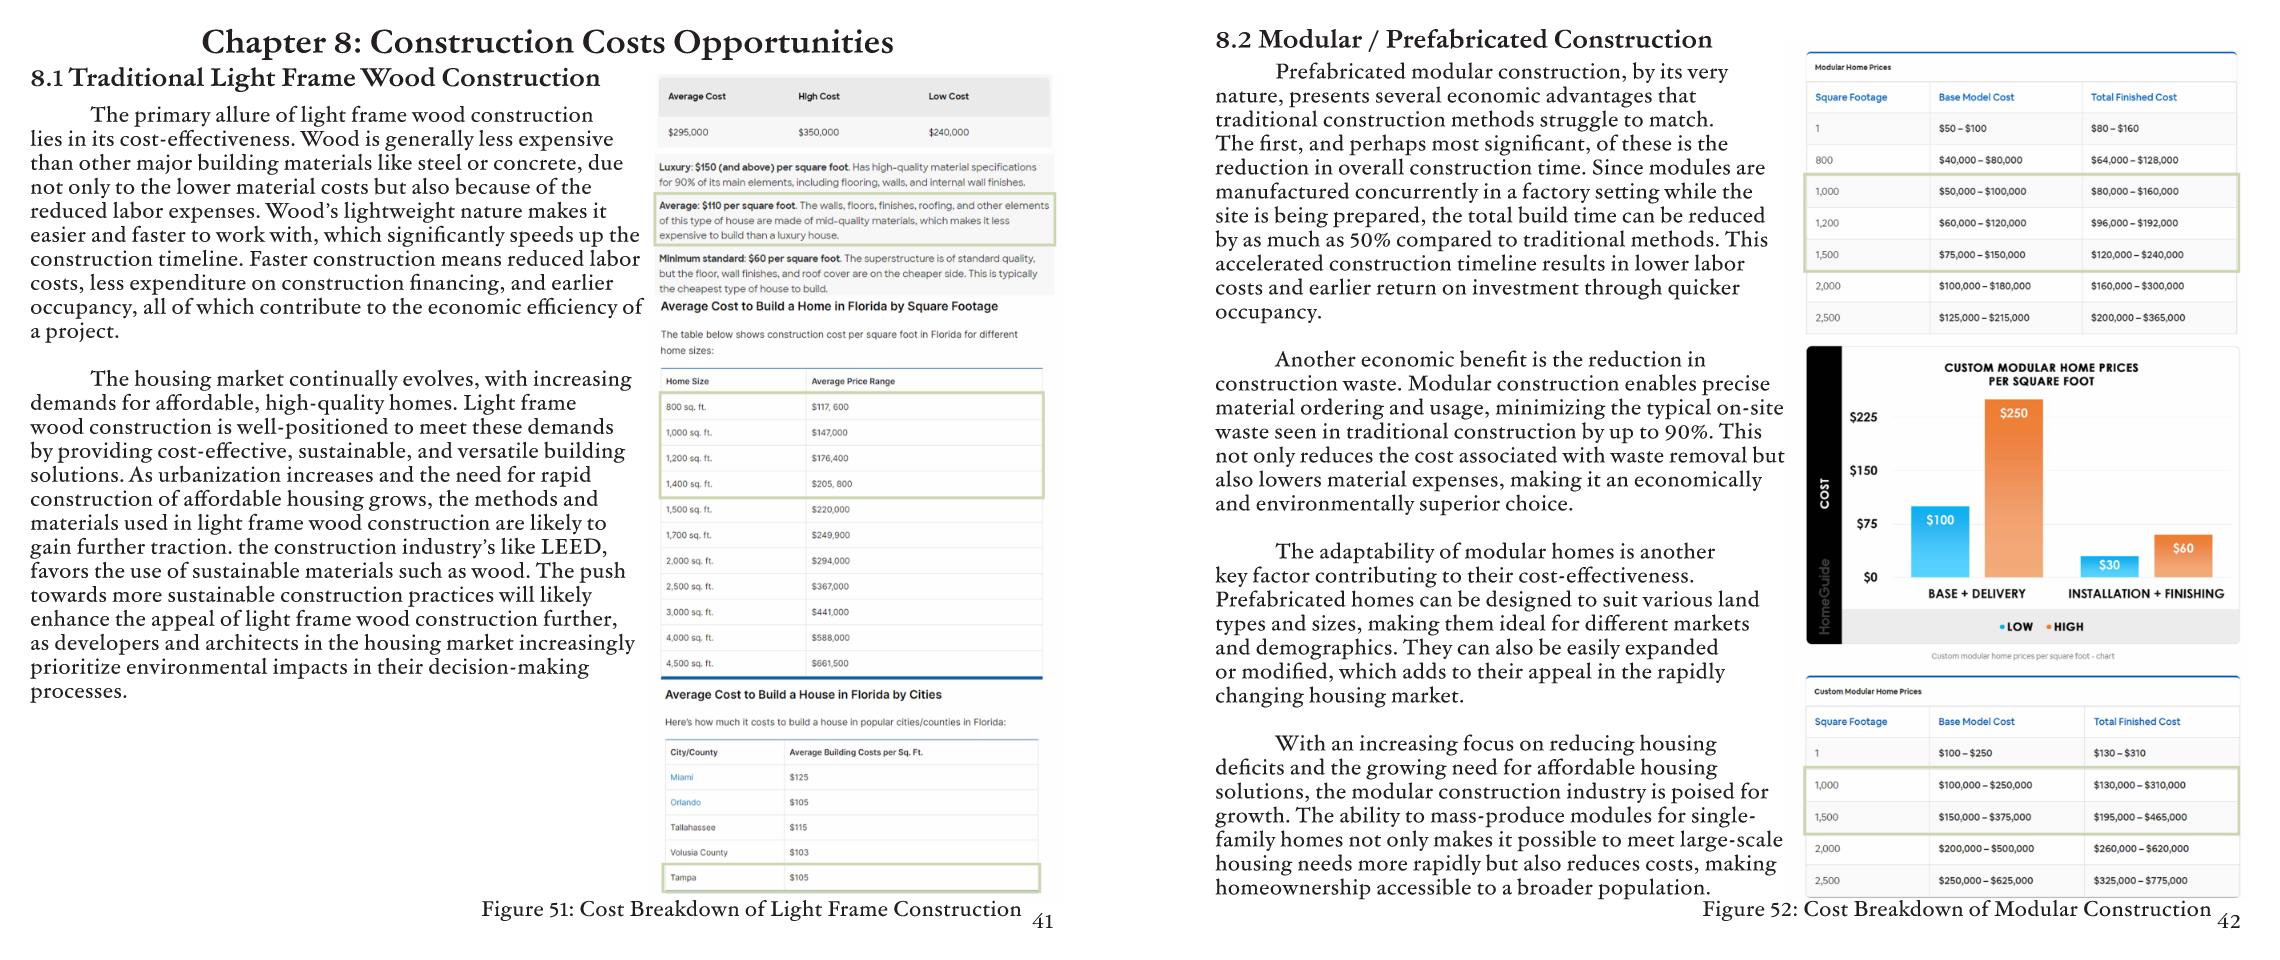 Chapter 8: Construction Costs Opportunities
8.1 Traditional Light Frame Wood Construction
The primary allure of light frame wood construction
lies in its cost-effectiveness. Wood is generally less expensive
than other major building materials like steel or concrete, due
not only to the lower material costs but also because of the
reduced labor expenses. Wood's lightweight nature makes it
easier and faster to work with, which significantly speeds up the
construction timeline. Faster construction means reduced labor
costs, less expenditure on construction financing, and earlier
occupancy, all of which contribute to the economic efficiency of
a project.
The housing market continually evolves, with increasing
demands for affordable, high-quality homes. Light frame
wood construction is well-positioned to meet these demands
by providing cost-effective, sustainable, and versatile building
solutions. As urbanization increases and the need for rapid
construction of affordable housing grows, the methods and
materials used in light frame wood construction are likely to
gain further traction. the construction industry's like LEED,
favors the use of sustainable materials such as wood. The push
towards more sustainable construction practices will likely
enhance the appeal of light frame wood construction further,
as developers and architects in the housing market increasingly
prioritize environmental impacts in their decision-making
processes.
Average Cost High Cost Low Cost
$295,000 $350,000 $240,000
Luxury: $150 (and above) per square foot. Has high-quality material specifications
for 90% of its main elements, including flooring, walls, and internal wall finishes.
Average: $110 per square foot. The walls, floors, finishes, roofing, and other elements
of this type of house are made of mid-quality materials, which makes it less
expensive to build than a luxury house.
Minimum standard: $60 per square foot. The superstructure is of standard quality,
but the floor, wall finishes, and roof cover are on the cheaper side. This is typically
the cheapest type of house to build.
Average Cost to Build a Home in Florida by Square Footage
The table below shows construction cost per square foot in Florida for different
home sizes:
Home Size Average Price Range
800 sq. ft. $117, 600
1,000 sq. ft. $147,000
1,200 sq. ft. $176,400
1,400 sq. ft. $205, 800
1,500 sq. ft. $220,000
1,700 sq. ft. $249,900
2,000 sq. ft. $294,000
2,500 sq. ft. $367,000
3,000 sq. ft. $441,000
4,000 sq. ft. $588,000
4,500 sq. ft. $661,500
Average Cost to Build a House in Florida by Cities
Here's how much it costs to build a house in popular cities/counties in Florida:
City/County Average Building Costs per Sq. Ft.
Miami $125
Orlando $105
Tallahassee $115
Volusia County $103
Tampa $105
Figure 51: Cost Breakdown of Light Frame Construction
41
8.2 Modular / Prefabricated Construction
Prefabricated modular construction, by its very
nature, presents several economic advantages that
traditional construction methods struggle to match.
The first, and perhaps most significant, of these is the
reduction in overall construction time. Since modules are
manufactured concurrently in a factory setting while the
site is being prepared, the total build time can be reduced
by as much as 50% compared to traditional methods. This
accelerated construction timeline results in lower labor
costs and earlier return on investment through quicker
occupancy.
Another economic benefit is the reduction in
construction waste. Modular construction enables precise
material ordering and usage, minimizing the typical on-site
waste seen in traditional construction by up to 90%. This
not only reduces the cost associated with waste removal but
also lowers material expenses, making it an economically
and environmentally superior choice.
The adaptability of modular homes is another
key factor contributing to their cost-effectiveness.
Prefabricated homes can be designed to suit various land
types and sizes, making them ideal for different markets
and demographics. They can also be easily expanded
or modified, which adds to their appeal in the rapidly
changing housing market.
With an increasing focus on reducing housing
deficits and the growing need for affordable housing
solutions, the modular construction industry is poised for
growth. The ability to mass-produce modules for single-
family homes not only makes it possible to meet large-scale
housing needs more rapidly but also reduces costs, making
homeownership accessible to a broader population.
Modular Home Prices
Square Footage Base Model Cost Total Finished Cost
1 $50 – $100 $80 – $160
800 $40,000 – $80,000 $64,000 – $128,000
1,000 $50,000 – $100,000 $80,000 – $160,000
1,200 $60,000 – $120,000 $96,000 – $192,000
1,500 $75,000 – $150,000 $120,000 – $240,000
2,000 $100,000 – $180,000 $160,000 – $300,000
2,500 $125,000 – $215,000 $200,000 – $365,000
CUSTOM MODULAR HOME PRICES
PER SQUARE FOOT
COST
HomeGuide
$225
$150
$75
$0
$100
$250
$30
$60
BASE + DELIVERY INSTALLATION + FINISHING
• LOW • HIGH
Custom modular home prices per square foot - chart
Custom Modular Home Prices
Square Footage Base Model Cost Total Finished Cost
1 $100 – $250 $130 – $310
1,000 $100,000 – $250,000 $130,000 – $310,000
1,500 $150,000 – $375,000 $195,000 – $465,000
2,000 $200,000 – $500,000 $260,000 – $620,000
2,500 $250,000 – $625,000 $325,000 – $775,000
Figure 52: Cost Breakdown of Modular Construction
42